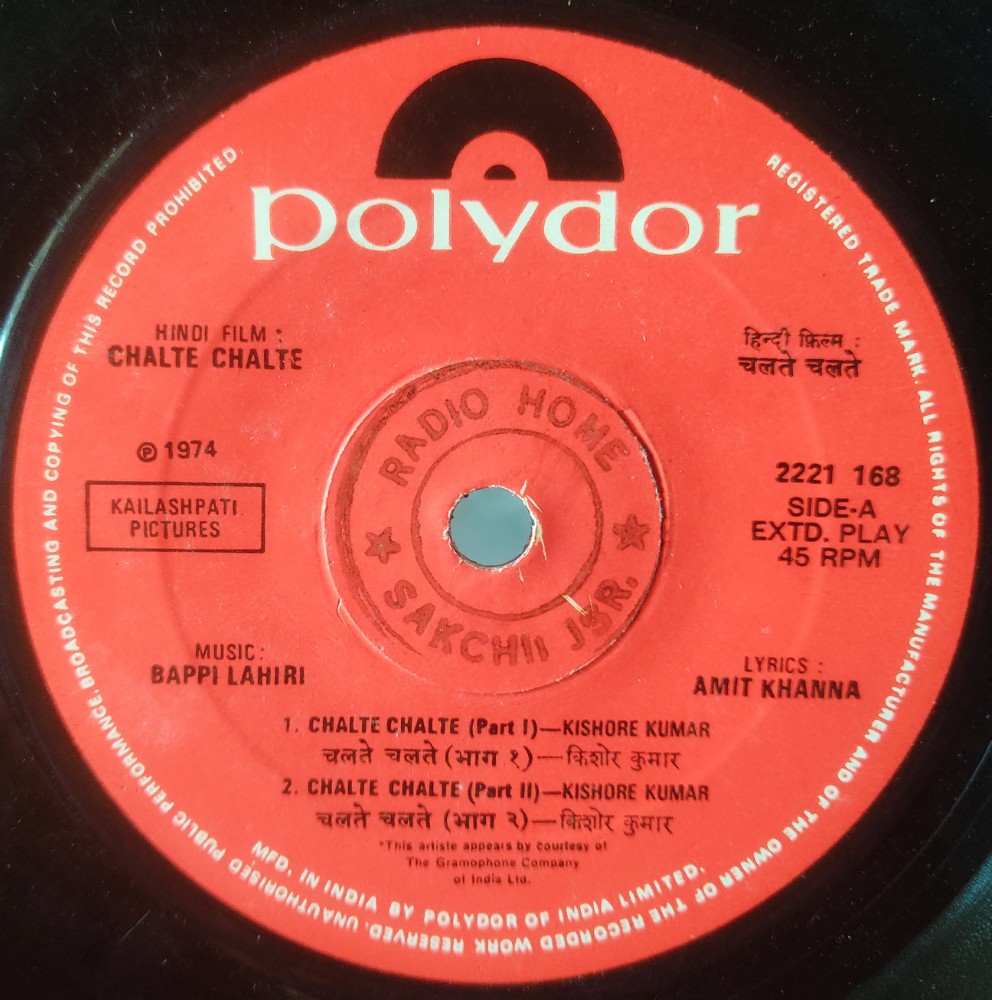 polydor
REGISTERED TRADE MARK. ALL RIGHTS OF THE MANUFACTURER AND OF THE OWNER OF THE RECORDED WORK RESERVED. UNAUTHORISED PUBLIC PERFORMANCE, BROADCASTING AND COPYING OF THIS RECORD PROHIBITED
HINDI FILM :
CHALTE CHALTE
हिन्दी फ़िल्म :
चलते चलते
℗ 1974
KAILASHPATI
PICTURES
RADIO HOME
SAKCHII JSR.
2221 168
SIDE-A
EXTD. PLAY
45 RPM
MUSIC:
BAPPI LAHIRI
LYRICS :
AMIT KHANNA
1. CHALTE CHALTE (Part I)—KISHORE KUMAR
चलते चलते (भाग १)—किशोर कुमार
2. CHALTE CHALTE (Part II)—KISHORE KUMAR
चलते चलते (भाग २)—किशोर कुमार
*This artiste appears by courtesy of
The Gramophone Company
of India Ltd.
MFD. IN INDIA BY POLYDOR OF INDIA LIMITED.